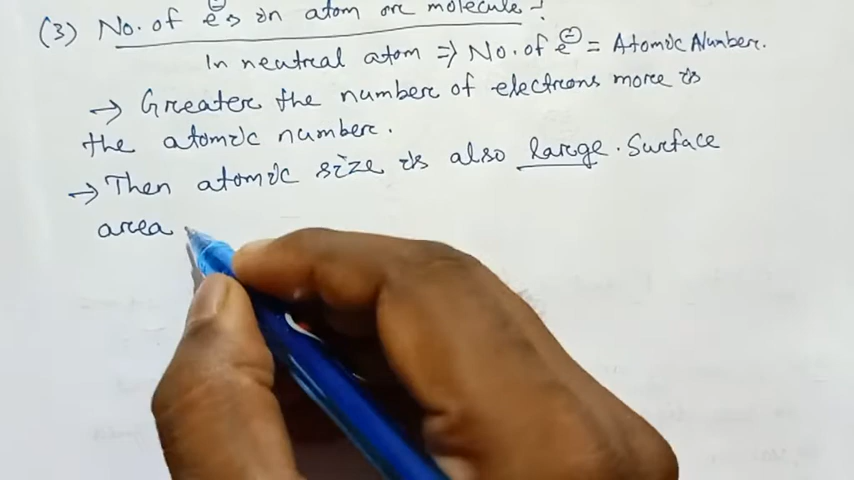 (3) No. of e⊖s in atom or molecule :-
In neutral atom => No. of e⊖ = Atomic Number.
→ Greater the number of electrons more is
the atomic number.
→ Then atomic size is also large. Surface
area